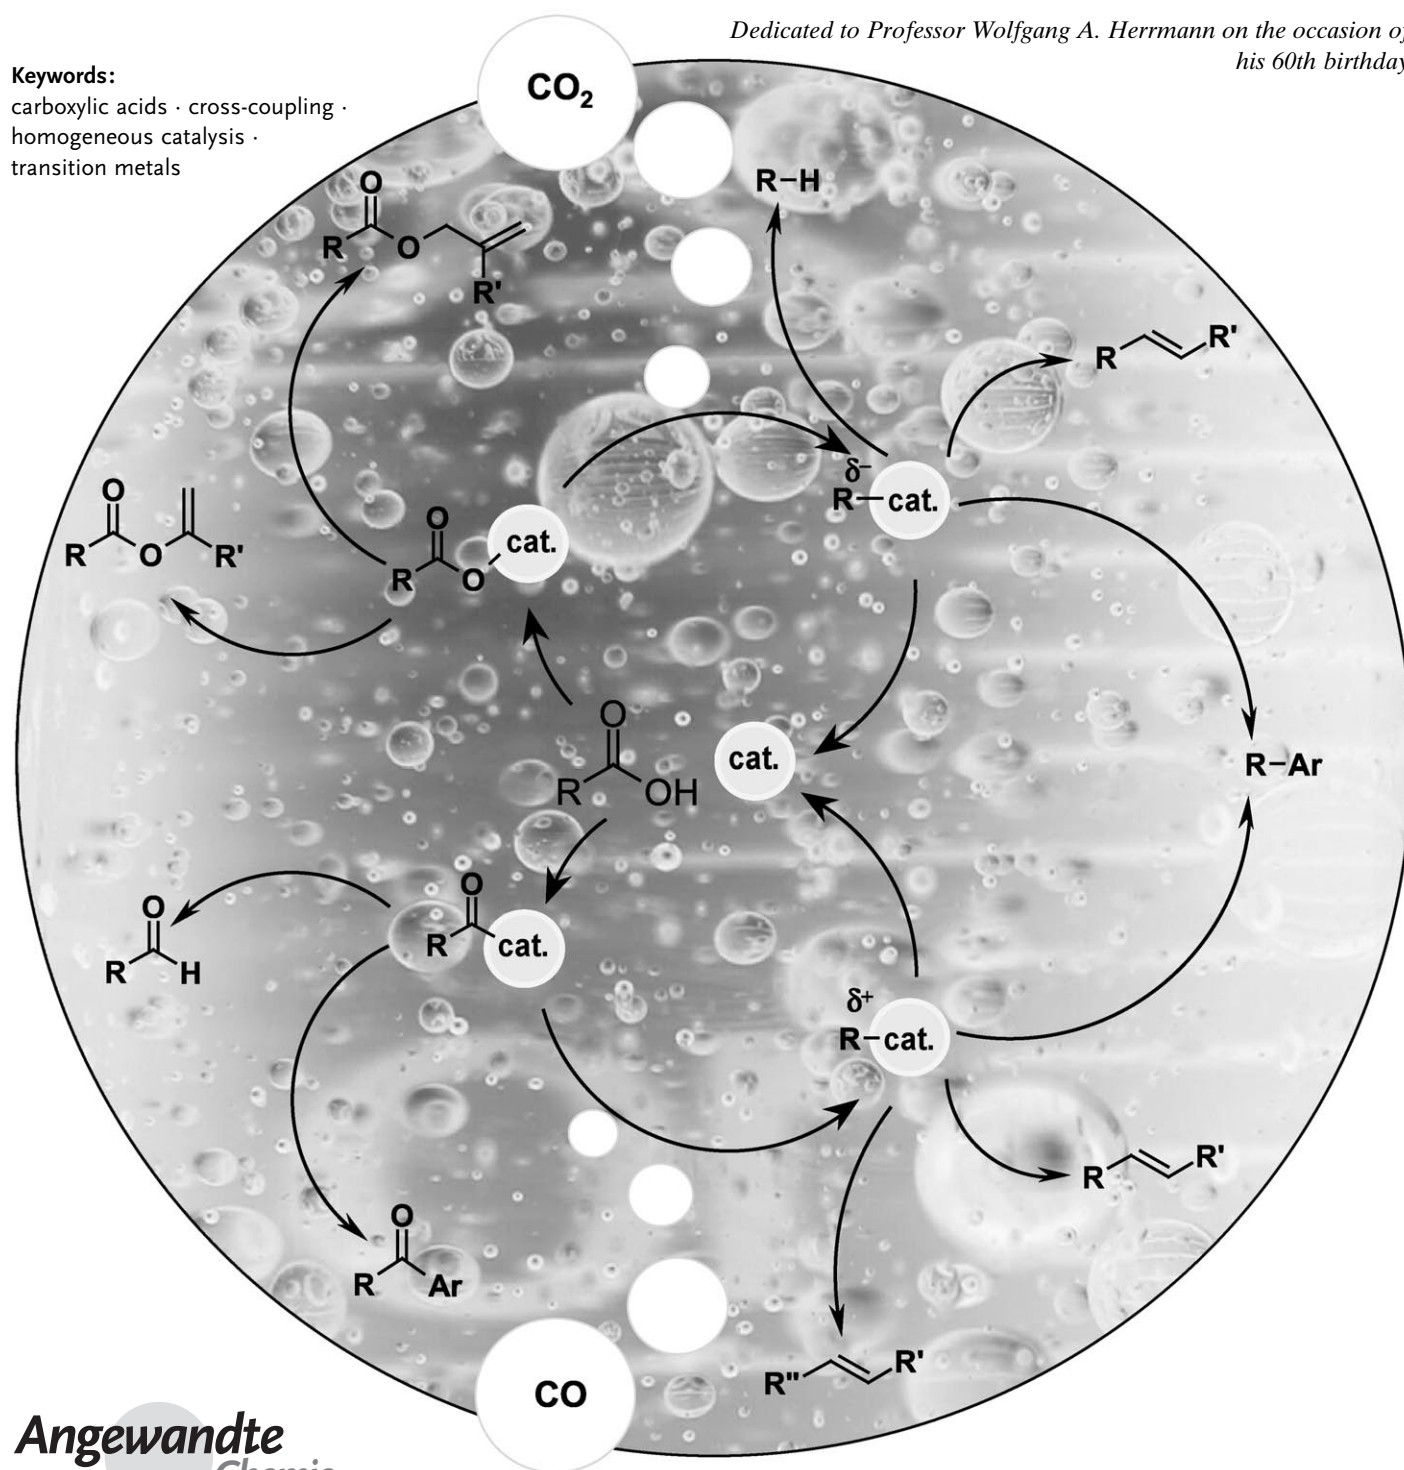 Dedicated to Professor Wolfgang A. Herrmann on the occasion of
his 60th birthday
Keywords:
carboxylic acids · cross-coupling ·
homogeneous catalysis ·
transition metals
CO₂
R–H
O
R O
R'
R R'
δ⁻
R–cat.
O
R O R'
O
R O cat.
O
R OH
cat.
R–Ar
O
R H
O
R cat.
δ⁺
R–cat.
R R'
O
R Ar
R'' R'
CO
Angewandte
Chemie